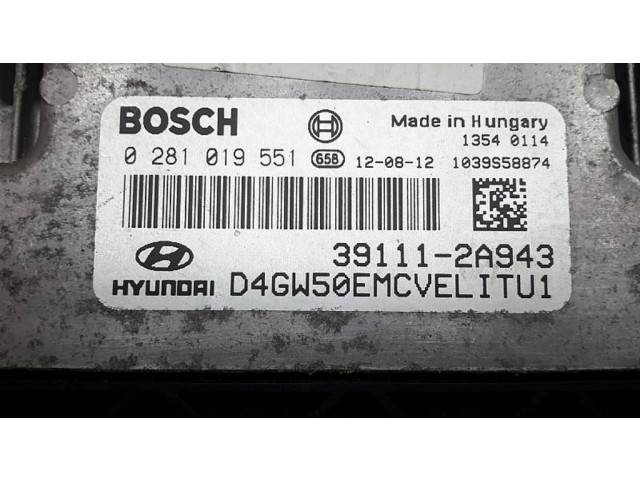 BOSCH
Made in Hungary
1354 0114
0 281 019 551 658 12-08-12 1039S58874
39111-2A943
HYUNDAI D4GW50EMCVELITU1